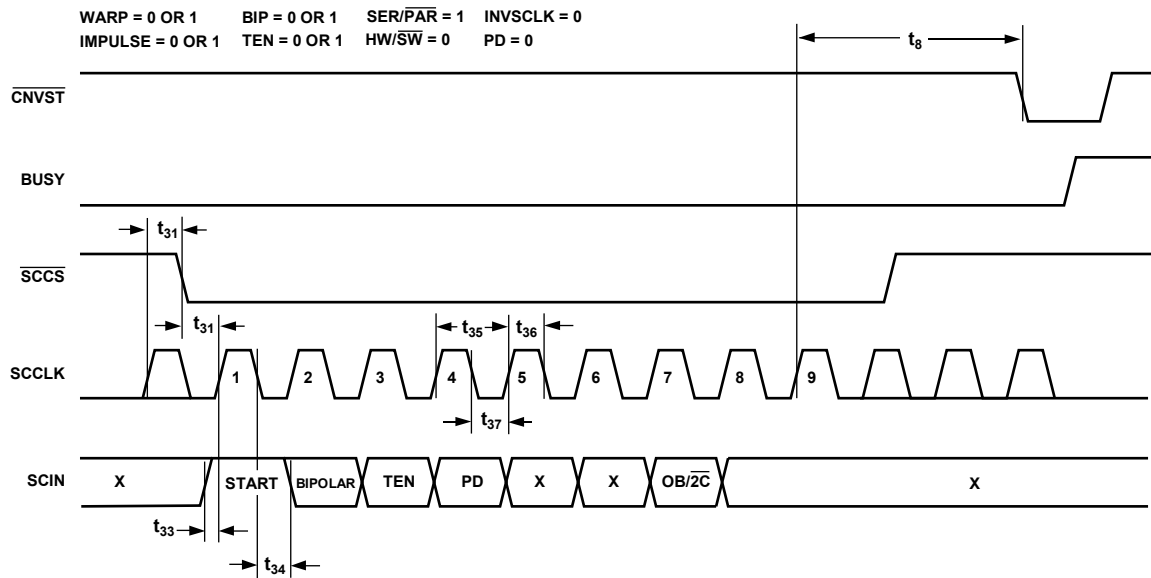 WARP = 0 OR 1 BIP = 0 OR 1 SER/PAR = 1 INVSCLK = 0
IMPULSE = 0 OR 1 TEN = 0 OR 1 HW/SW = 0 PD = 0
t8
CNVST
BUSY
t31
SCCS
t31 t35 t36
SCCLK 1 2 3 4 5 6 7 8 9
t37
SCIN X START BIPOLAR TEN PD X X OB/2C X
t33
t34